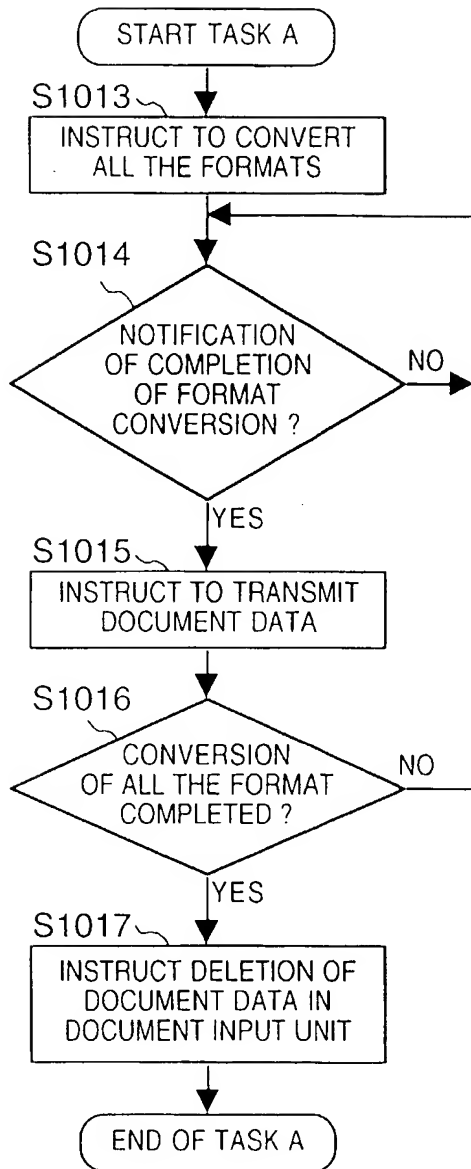 START TASK A
S1013
INSTRUCT TO CONVERT
ALL THE FORMATS
S1014
NOTIFICATION
OF COMPLETION
OF FORMAT
CONVERSION ?
NO
YES
S1015
INSTRUCT TO TRANSMIT
DOCUMENT DATA
S1016
CONVERSION
OF ALL THE FORMAT
COMPLETED ?
NO
YES
S1017
INSTRUCT DELETION OF
DOCUMENT DATA IN
DOCUMENT INPUT UNIT
END OF TASK A